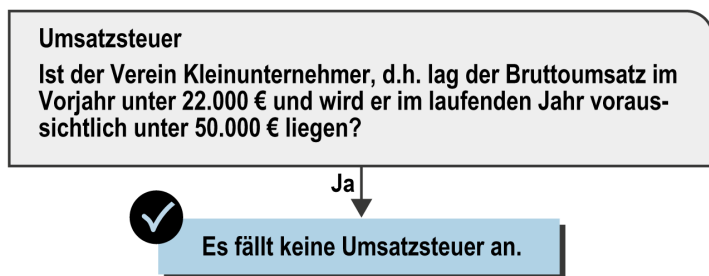 Umsatzsteuer
Ist der Verein Kleinunternehmer, d.h. lag der Bruttoumsatz im
Vorjahr unter 22.000 € und wird er im laufenden Jahr voraus-
sichtlich unter 50.000 € liegen?
Ja
Es fällt keine Umsatzsteuer an.